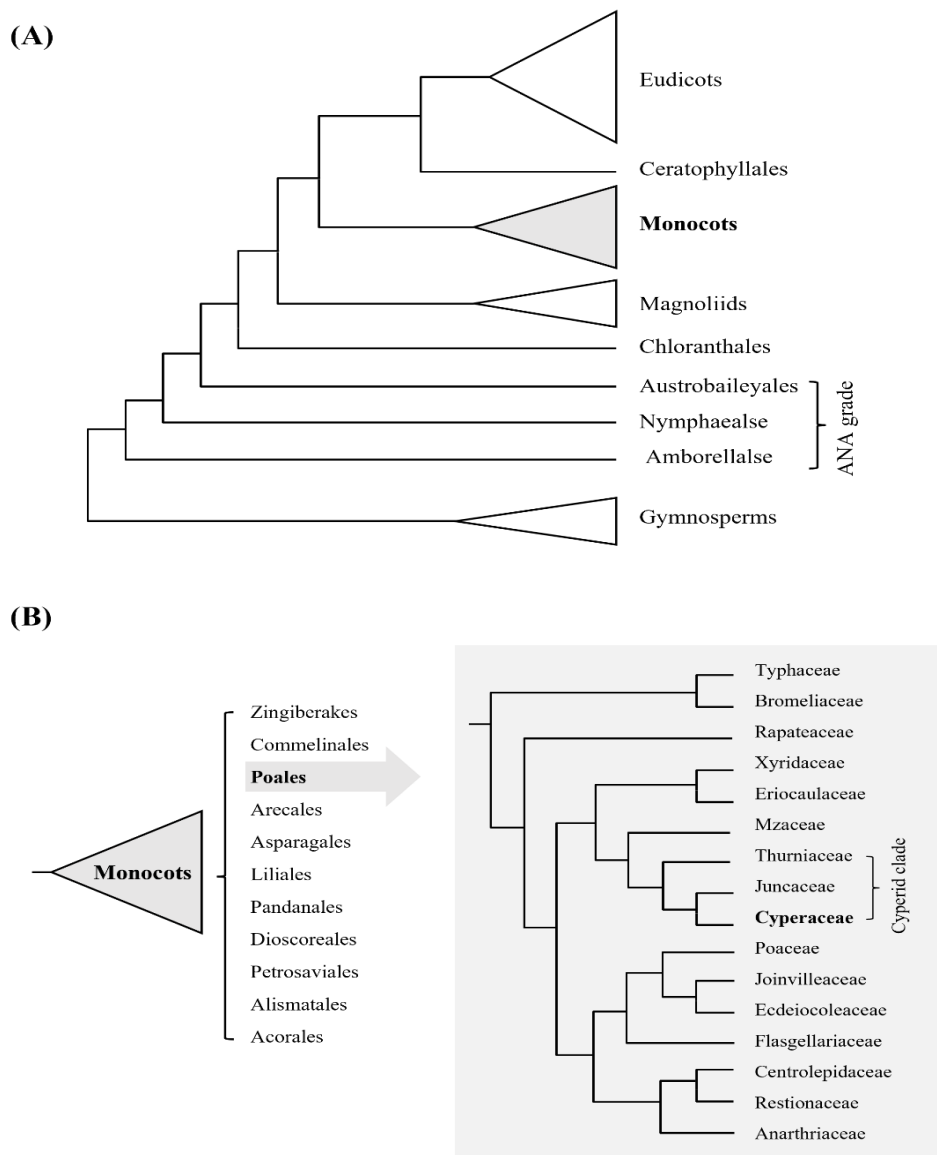 (A)
Eudicots
Ceratophyllales
Monocots
Magnoliids
Chloranthales
Austrobaileyales
Nymphaealse
Amborellalse
ANA grade
Gymnosperms
(B)
Monocots
Zingiberakes
Commelinales
Poales
Arecales
Asparagales
Liliales
Pandanales
Dioscoreales
Petrosaviales
Alismatales
Acorales
Typhaceae
Bromeliaceae
Rapateaceae
Xyridaceae
Eriocaulaceae
Mzaceae
Thurniaceae
Juncaceae
Cyperaceae
Cyperid clade
Poaceae
Joinvilleaceae
Ecdeiocoleaceae
Flasgellariaceae
Centrolepidaceae
Restionaceae
Anarthriaceae